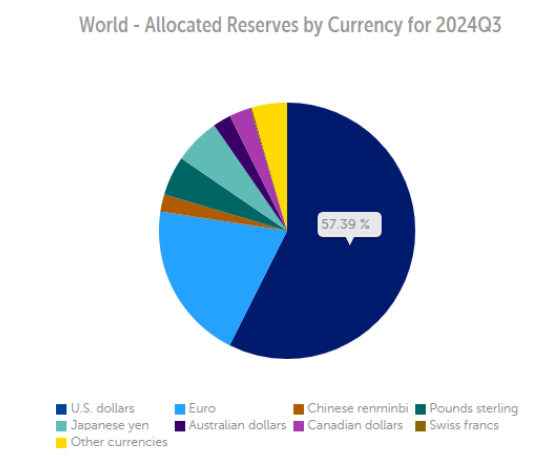 World - Allocated Reserves by Currency for 2024Q3
57.39 %
U.S. dollars Euro Chinese renminbi Pounds sterling
Japanese yen Australian dollars Canadian dollars Swiss francs
Other currencies